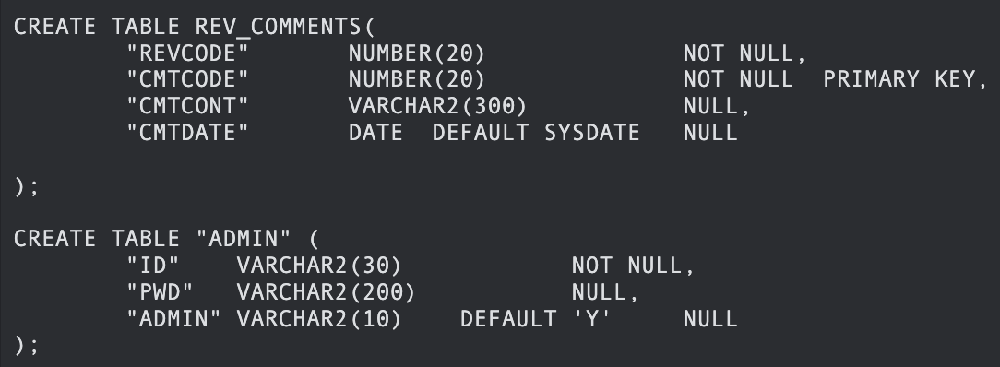 CREATE TABLE REV_COMMENTS(
"REVCODE" NUMBER(20) NOT NULL,
"CMTCODE" NUMBER(20) NOT NULL PRIMARY KEY,
"CMTCONT" VARCHAR2(300) NULL,
"CMTDATE" DATE DEFAULT SYSDATE NULL
);
CREATE TABLE "ADMIN" (
"ID" VARCHAR2(30) NOT NULL,
"PWD" VARCHAR2(200) NULL,
"ADMIN" VARCHAR2(10) DEFAULT 'Y' NULL
);